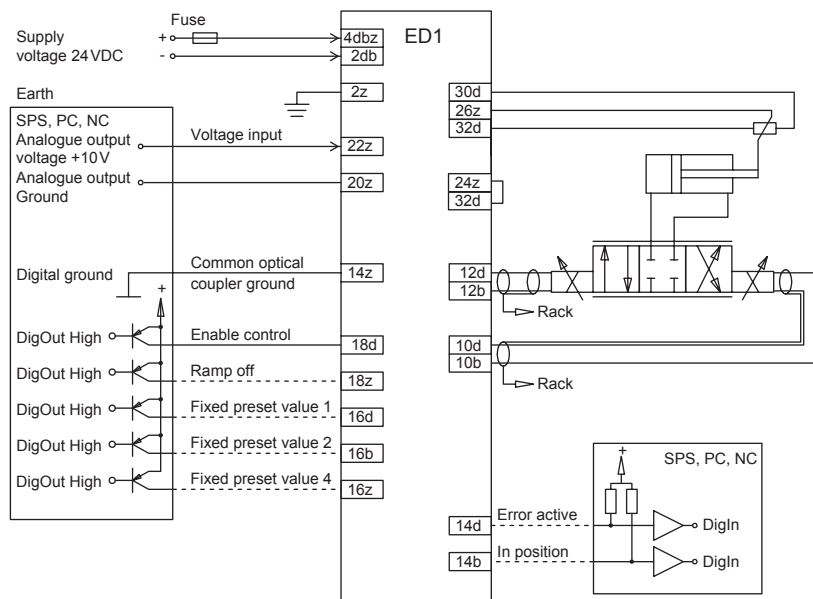 Fuse
Supply
voltage 24VDC
+
-
4dbz
2db
ED1
Earth
2z
SPS, PC, NC
Analogue output
voltage +10V
Voltage input
22z
Analogue output
Ground
20z
Digital ground
Common optical
coupler ground
14z
+
DigOut High
Enable control
18d
DigOut High
Ramp off
18z
DigOut High
Fixed preset value 1
16d
DigOut High
Fixed preset value 2
16b
DigOut High
Fixed preset value 4
16z
30d
26z
32d
24z
32d
12d
12b
Rack
10d
10b
Rack
+
SPS, PC, NC
14d
Error active
DigIn
14b
In position
DigIn